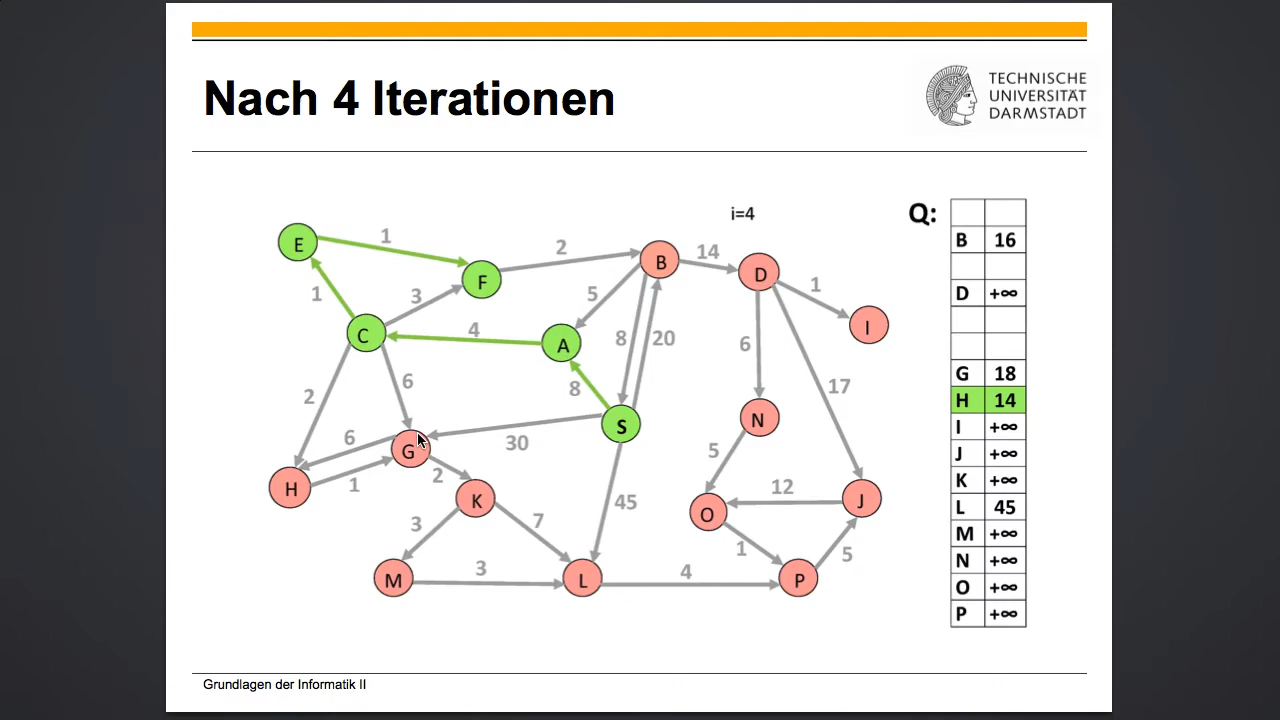 Nach 4 Iterationen
TECHNISCHE
UNIVERSITÄT
DARMSTADT
i=4
Q:
B 16
D +∞
G 18
H 14
I +∞
J +∞
K +∞
L 45
M +∞
N +∞
O +∞
P +∞
E
1
F
2
B
14
D
1
I
1
3
C
4
A
5
8
20
6
17
2
6
8
S
N
30
6
G
5
H
1
2
K
45
12
J
O
3
7
1
5
M
3
L
4
P
Grundlagen der Informatik II